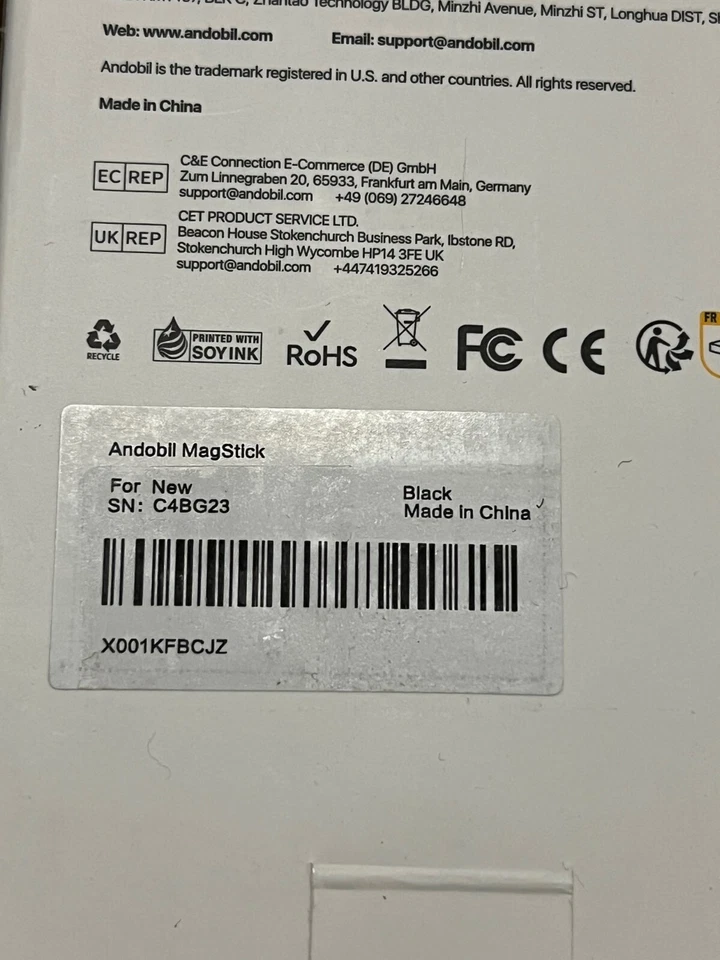 Technology BLDG, Minzhi Avenue, Minzhi ST, Longhua DIST,
Web: www.andobil.com Email: support@andobil.com
Andobil is the trademark registered in U.S. and other countries. All rights reserved.
Made in China
EC REP
C&E Connection E-Commerce (DE) GmbH
Zum Linnegraben 20, 65933, Frankfurt am Main, Germany
support@andobil.com +49 (069) 27246648
UK REP
CET PRODUCT SERVICE LTD.
Beacon House Stokenchurch Business Park, Ibstone RD,
Stokenchurch High Wycombe HP14 3FE UK
support@andobil.com +447419325266
RECYCLE
PRINTED WITH
SOY INK
RoHS
FC
CE
FR
Andobil MagStick
For New
SN: C4BG23
Black
Made in China
X001KFBCJZ